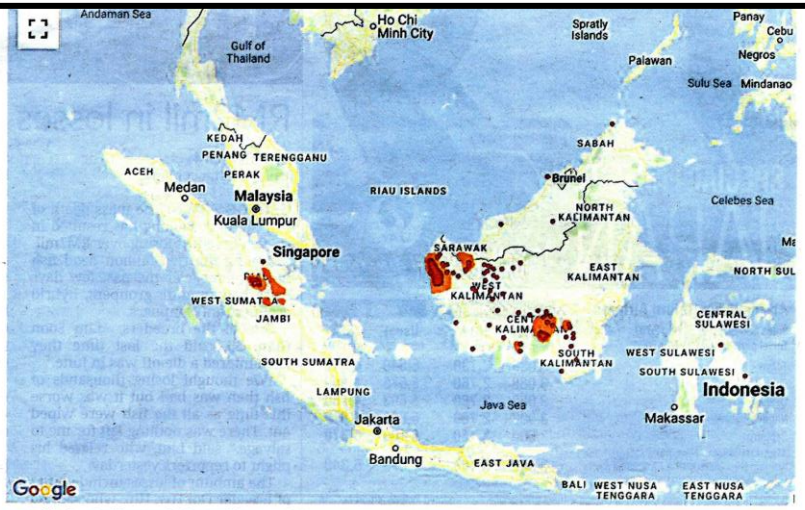 Andaman Sea
Ho Chi
Minh City
Spratly
Islands
Panay
Cebu
Gulf of
Thailand
Palawan
Negros
Sulu Sea
Mindanao
KEDAH
PENANG
TERENGGANU
PERAK
SABAH
ACEH
Medan
Malaysia
Kuala Lumpur
RIAU ISLANDS
Brunei
NORTH
KALIMANTAN
Celebes Sea
Singapore
SARAWAK
EAST
KALIMANTAN
NORTH SUL
WEST
KALIMANTAN
WEST SUMATRA
JAMBI
CENTRAL
SULAWESI
SOUTH SUMATRA
SOUTH
KALIMANTAN
WEST SULAWESI
SOUTH SULAWESI
Indonesia
LAMPUNG
Java Sea
Makassar
Jakarta
Bandung
EAST JAVA
BALI
WEST NUSA
TENGGARA
EAST NUSA
TENGGARA
Google